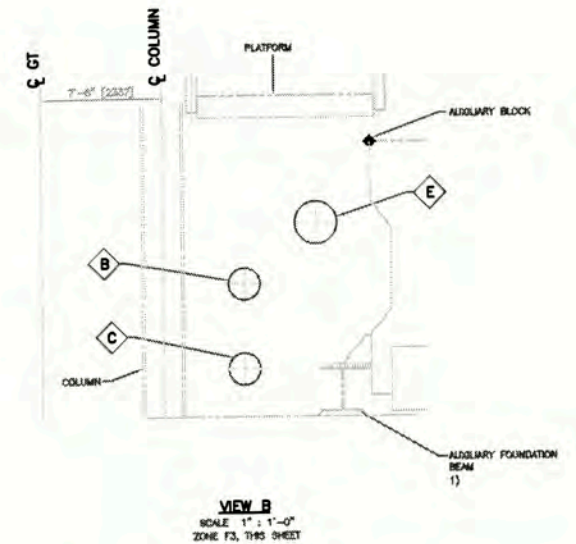 ℄ GT
℄ COLUMN
7'-8" [2337]
PLATFORM
AUXILIARY BLOCK
E
B
C
COLUMN
AUXILIARY FOUNDATION
BEAM
1)
VIEW B
SCALE 1" : 1'-0"
ZONE F3, THIS SHEET